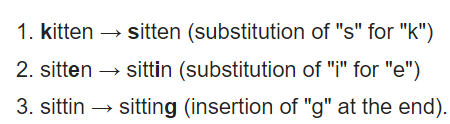 1. kitten → sitten (substitution of "s" for "k")
2. sitten → sittin (substitution of "i" for "e")
3. sittin → sitting (insertion of "g" at the end).